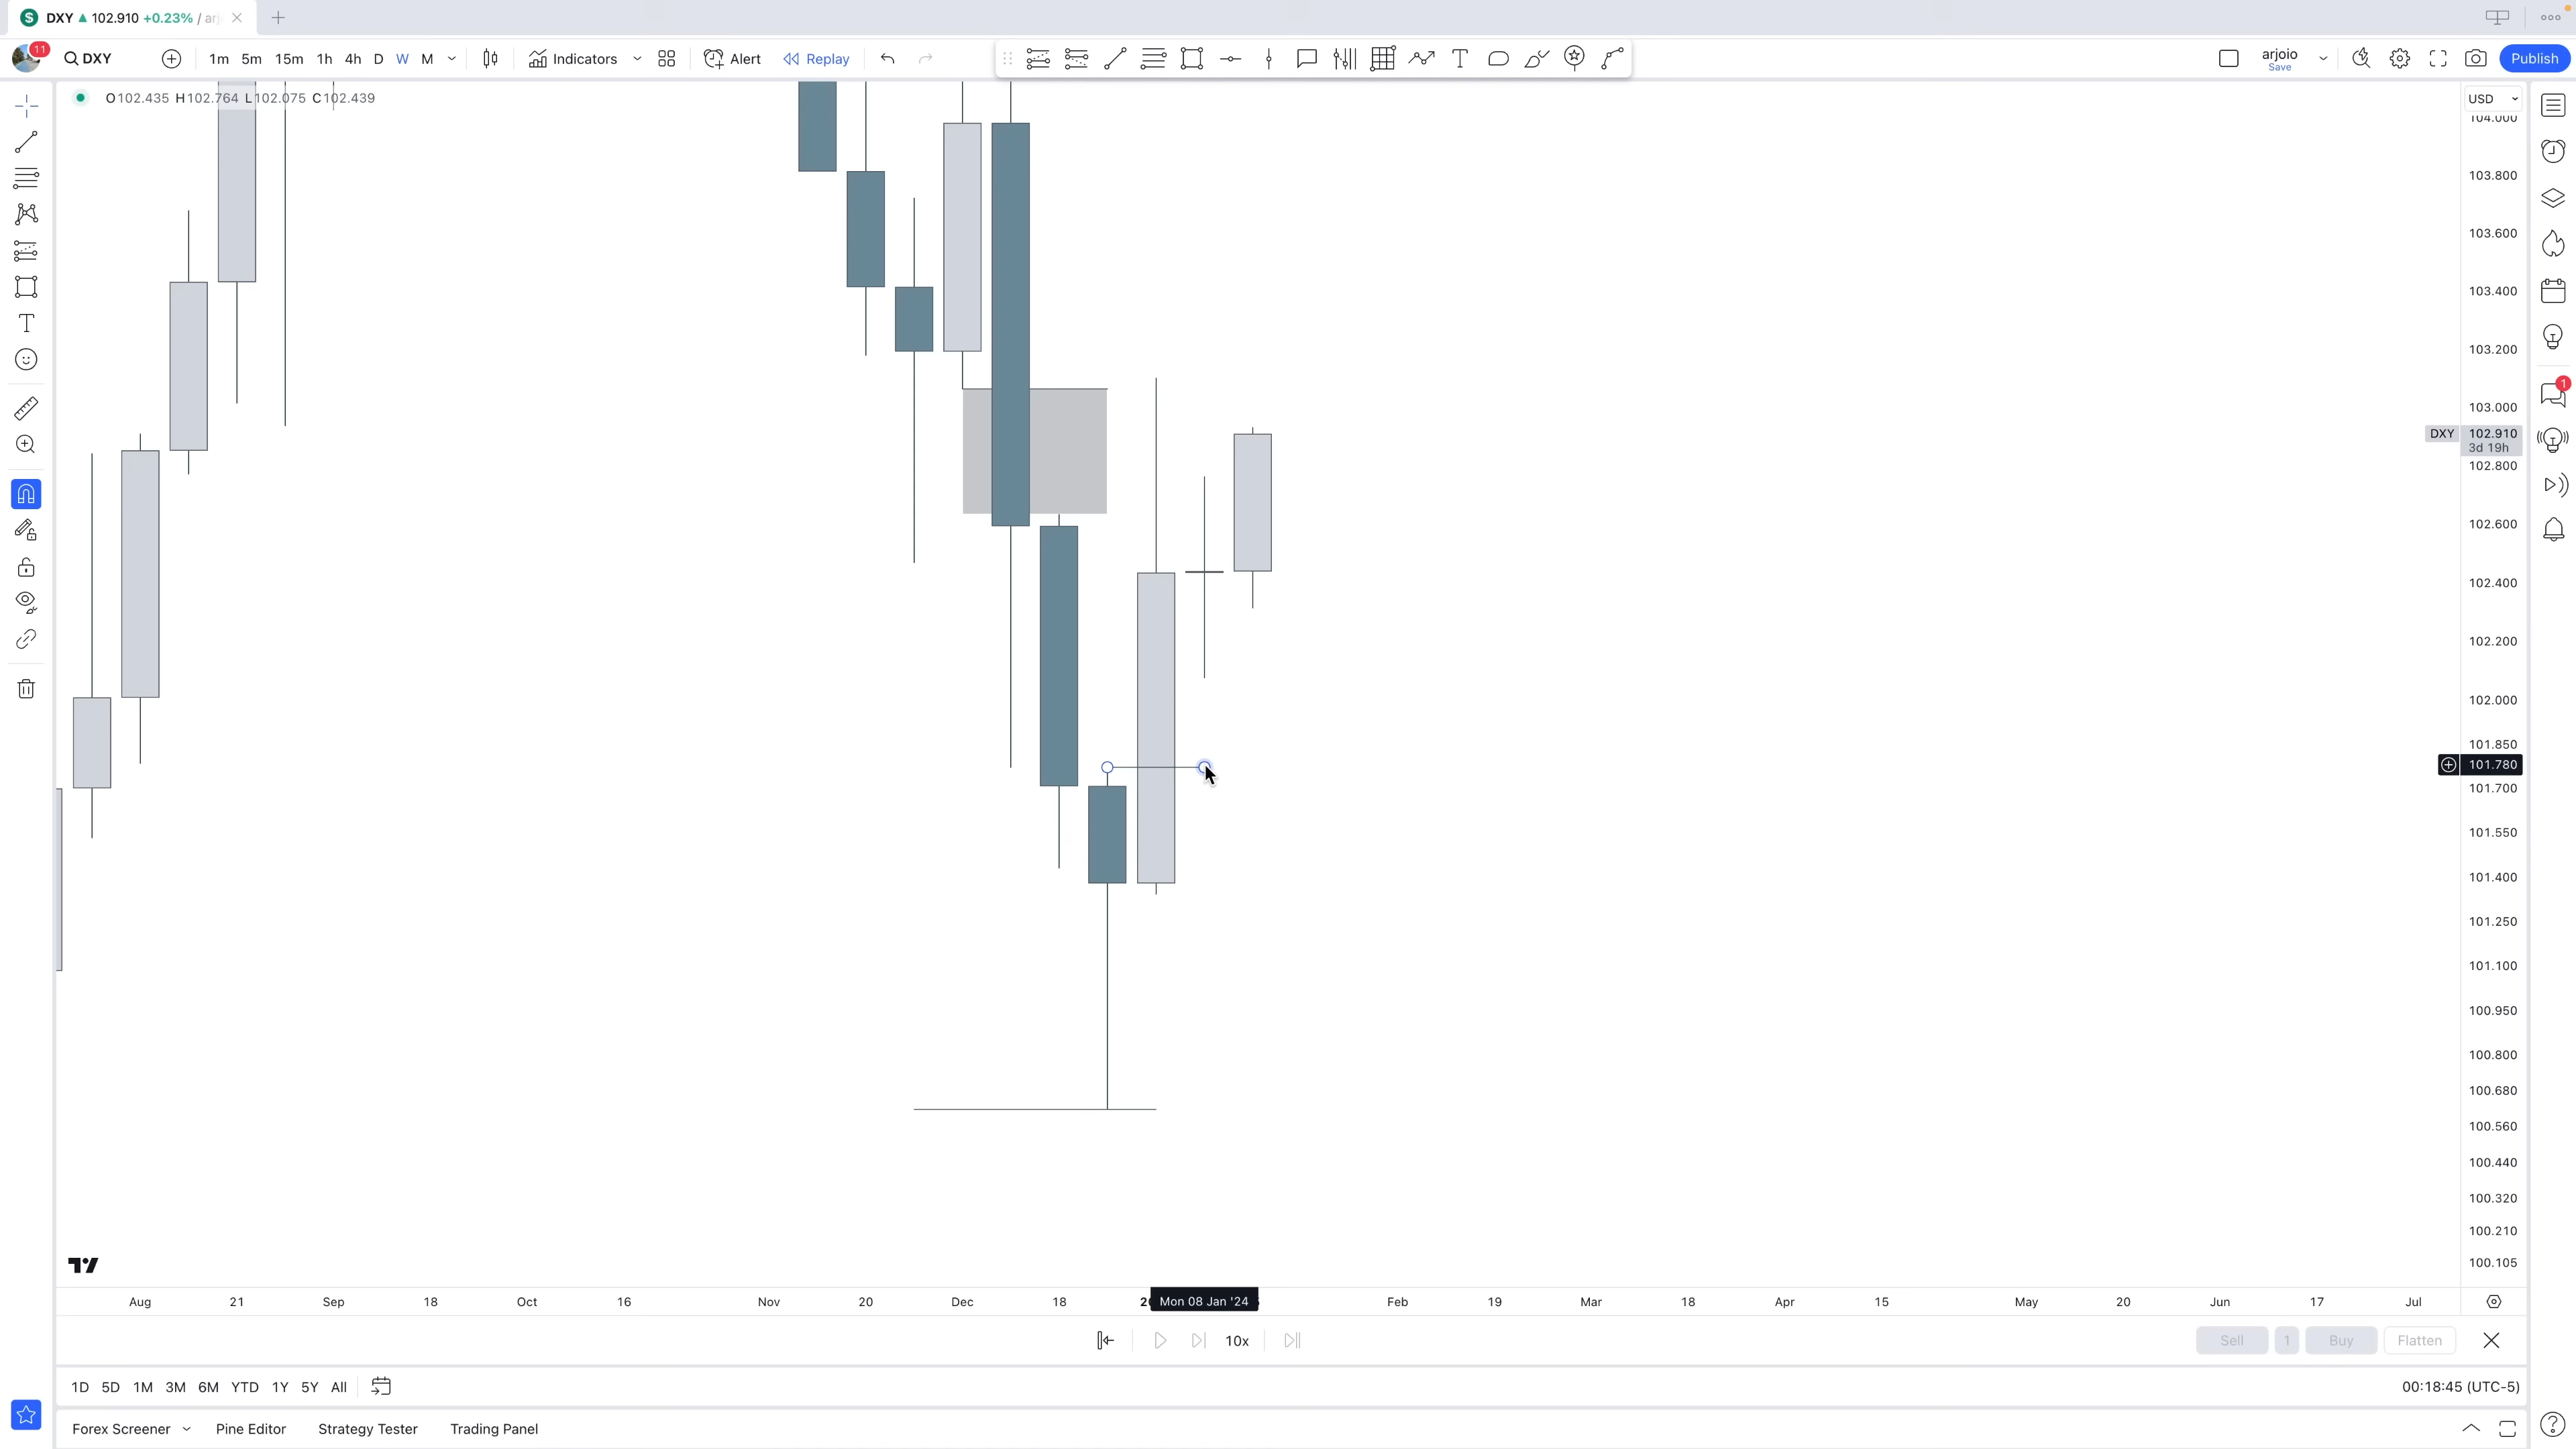 DXY 102.910 +0.23% / arj
11
DXY 1m 5m 15m 1h 4h D W M Indicators Alert Replay T arjoio Save Publish
O102.435 H102.764 L102.075 C102.439
USD
104.000
103.800
103.600
103.400
103.200
103.000
DXY 102.910
3d 19h
102.800
102.600
102.400
102.200
102.000
101.850
101.780
101.700
101.550
101.400
101.250
101.100
100.950
100.800
100.680
100.560
100.440
100.320
100.210
100.105
1
Aug 21 Sep 18 Oct 16 Nov 20 Dec 18 Mon 08 Jan '24 Feb 19 Mar 18 Apr 15 May 20 Jun 17 Jul
10x Sell 1 Buy Flatten
1D 5D 1M 3M 6M YTD 1Y 5Y All 00:18:45 (UTC-5)
Forex Screener Pine Editor Strategy Tester Trading Panel